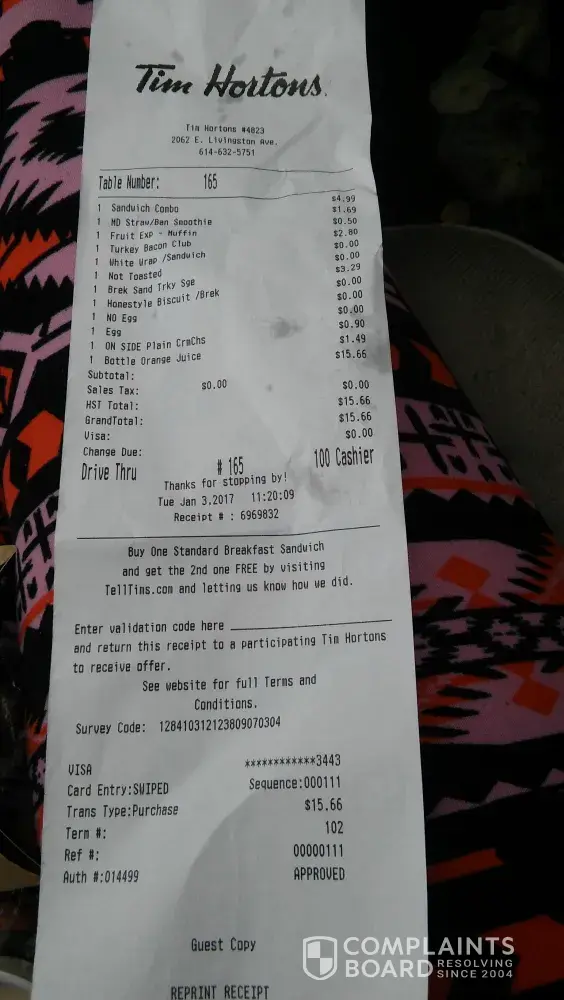 Tim Hortons.
Tim Hortons #4823
2062 E. Livingston Ave.
614-632-5751
Table Number: 165
1 Sandwich Combo $4.99
1 MD Straw/Ban Smoothie $1.69
1 Fruit Exp - Muffin $0.50
1 Turkey Bacon Club $2.80
1 White Wrap /Sandwich $0.00
1 Not Toasted $0.00
1 Brek Sand Trky Sge $3.29
1 Homestyle Biscuit /Brek $0.00
1 NO Egg $0.00
1 Egg $0.00
1 ON SIDE Plain CrmChs $0.90
1 Bottle Orange Juice $1.49
Subtotal: $15.66
Sales Tax: $0.00
HST Total: $0.00
GrandTotal: $15.66
Visa: $15.66
Change Due: $0.00
Drive Thru # 165 100 Cashier
Thanks for stopping by!
Tue Jan 3.2017 11:20:09
Receipt # : 6969832
Buy One Standard Breakfast Sandwich
and get the 2nd one FREE by visiting
TellTims.com and letting us know how we did.
Enter validation code here
and return this receipt to a participating Tim Hortons
to receive offer.
See website for full Terms and
Conditions.
Survey Code: 128410312123809070304
VISA ************3443
Card Entry:SWIPED Sequence:000111
Trans Type:Purchase $15.66
Term #: 102
Ref #: 00000111
Auth #:014499 APPROVED
Guest Copy
REPRINT RECEIPT
COMPLAINTS
BOARD RESOLVING SINCE 2004